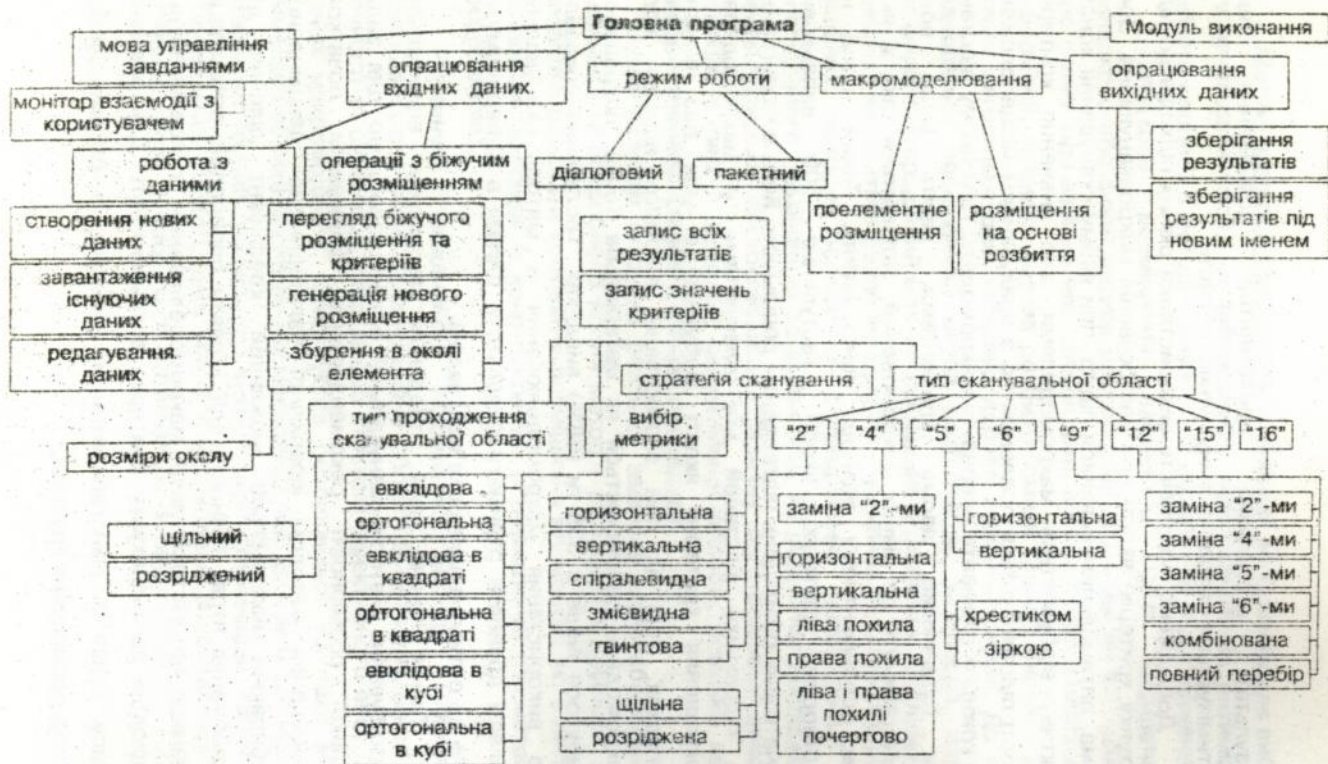 Головна програма
Модуль виконання
мова управління
завданнями
опрацювання
вхідних даних.
режим роботи
макромоделювання
опрацювання
вихідних даних
монітор взаємодії з
користувачем
робота з
даними
операції з біжучим
розміщенням
діалоговий
пакетний
зберігання
результатів
зберігання
результатів під
новим іменем
поелементне
розміщення
розміщення
на основі
розбиття
створення нових
даних
завантаження
існуючих
даних
редагування
даних
перегляд біжучого
розміщення та
критеріїв
генерація нового
розміщення
збурення в околі
елемента
запис всіх
результатів
запис значень
критеріїв
стратегія сканування
тип сканувальної області
тип проходження
сканувальної області
вибір
метрики
"2"
"4"
"5"
"6"
"9"
"12"
"15"
"16"
розміри околу
щільний
розріджений
евклідова
ортогональна
евклідова в
квадраті
ортогональна
в квадраті
евклідова в
кубі
ортогональна
в кубі
горизонтальна
вертикальна
спіралевидна
змієвидна
гвинтова
щільна
розріджена
заміна "2"-ми
горизонтальна
вертикальна
ліва похила
права похила
ліва і права
похилі
почергово
горизонтальна
вертикальна
хрестиком
зіркою
заміна "2"-ми
заміна "4"-ми
заміна "5"-ми
заміна "6"-ми
комбінована
повний перебір